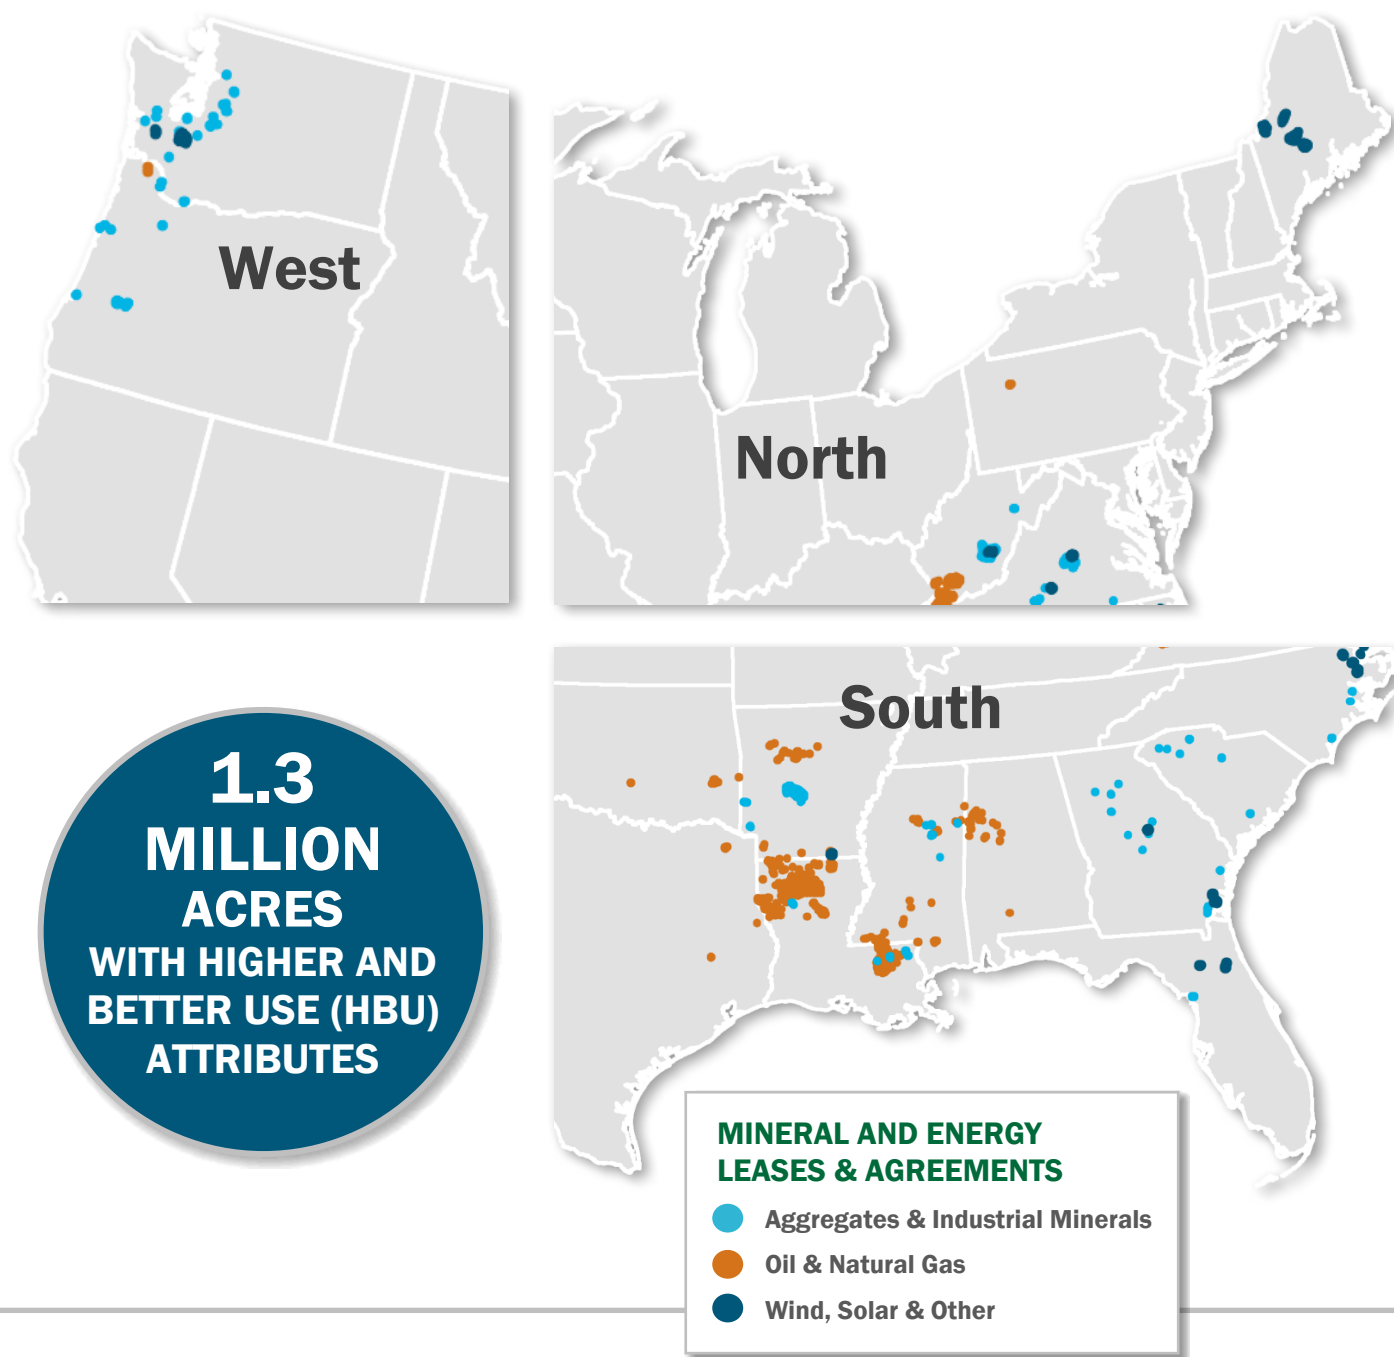 West
North
South
1.3
MILLION
ACRES
WITH HIGHER AND
BETTER USE (HBU)
ATTRIBUTES
MINERAL AND ENERGY
LEASES & AGREEMENTS
Aggregates & Industrial Minerals
Oil & Natural Gas
Wind, Solar & Other